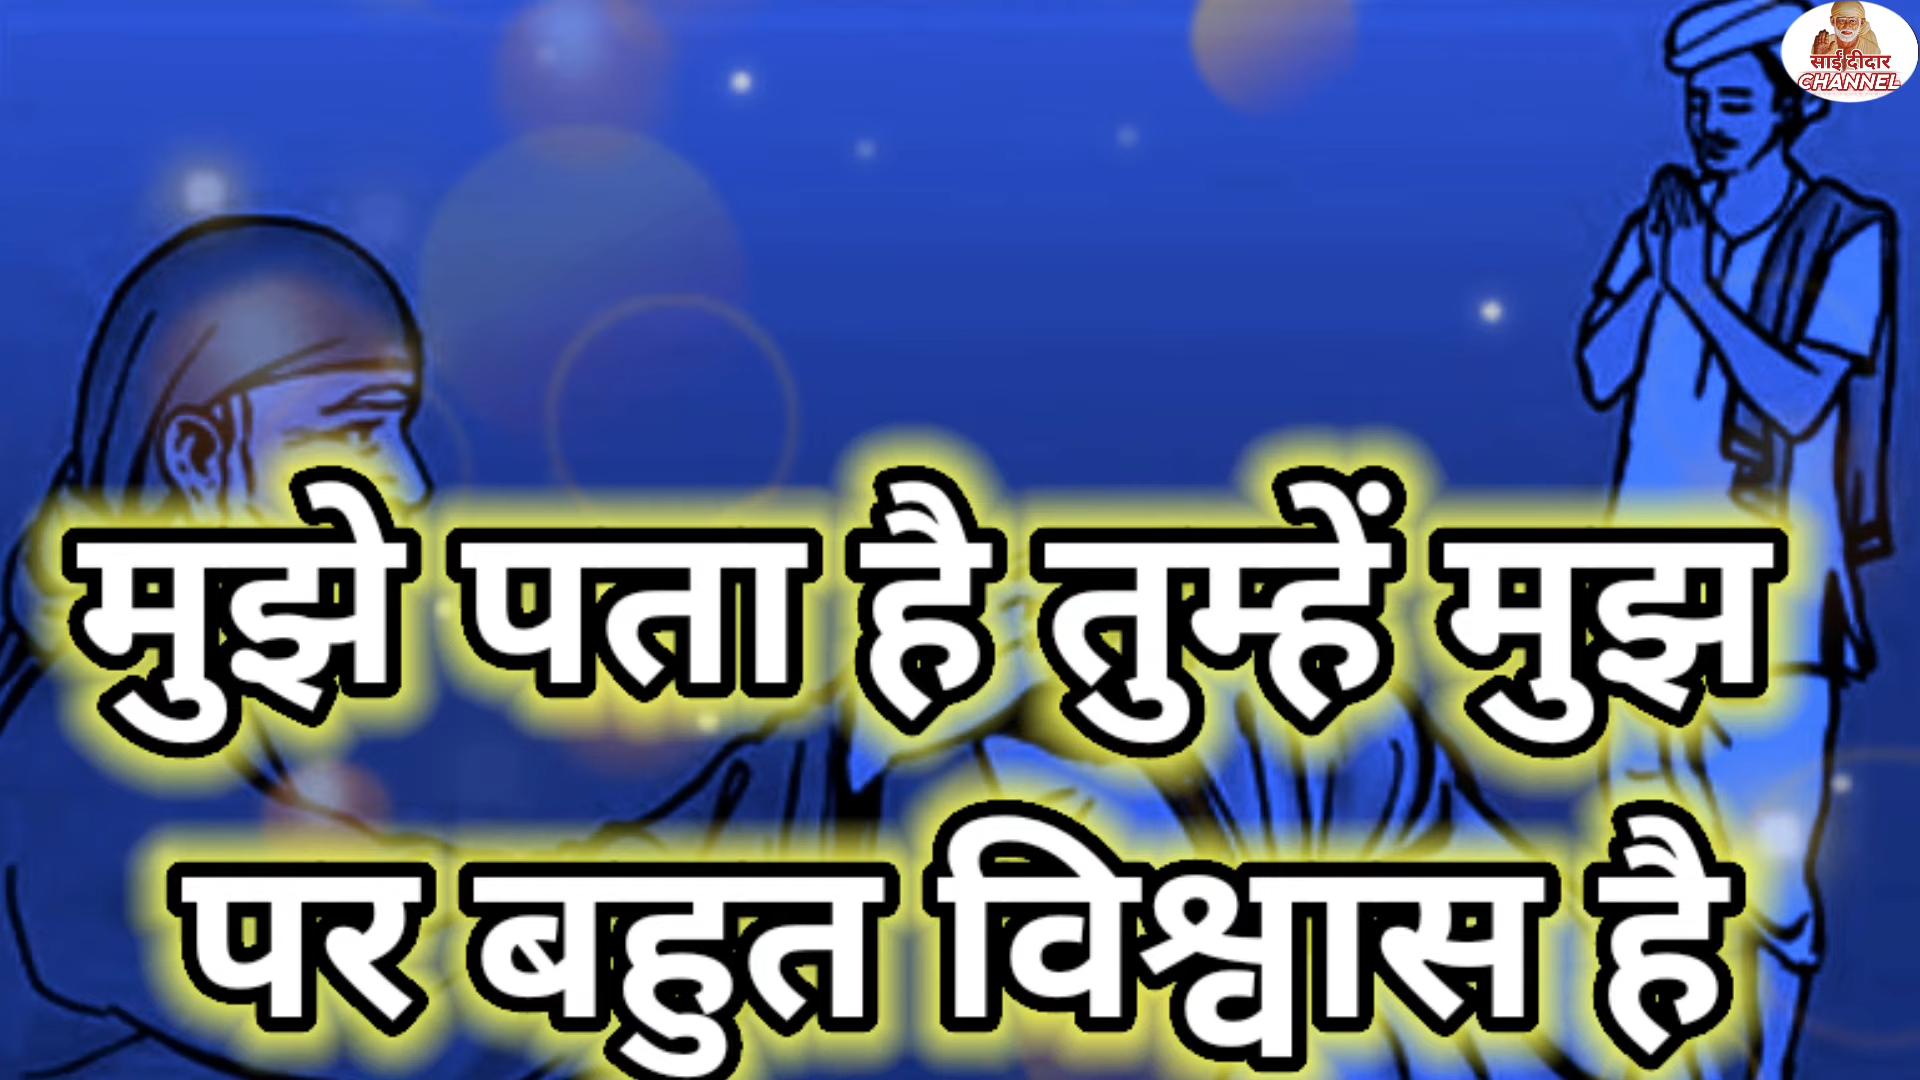 साईं दीदार
CHANNEL
मुझे पता है तुम्हें मुझ
पर बहुत विश्वास है